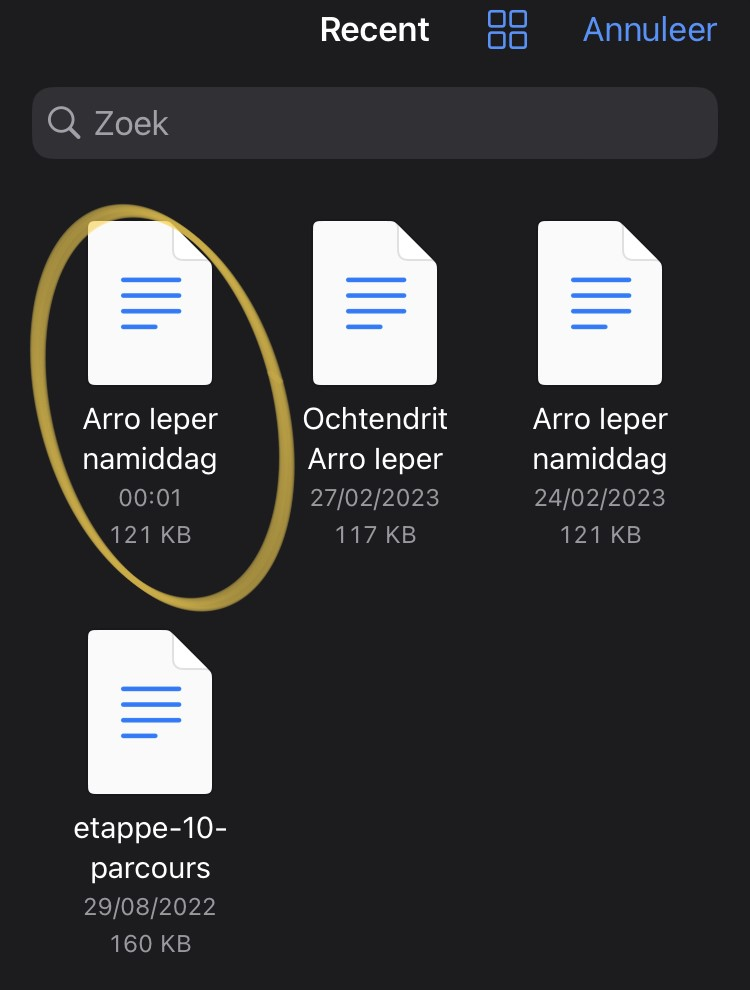 Recent
Annuleer
Zoek
Arro Ieper
namiddag
00:01
121 KB
Ochtendrit
Arro Ieper
27/02/2023
117 KB
Arro Ieper
namiddag
24/02/2023
121 KB
etappe-10-
parcours
29/08/2022
160 KB